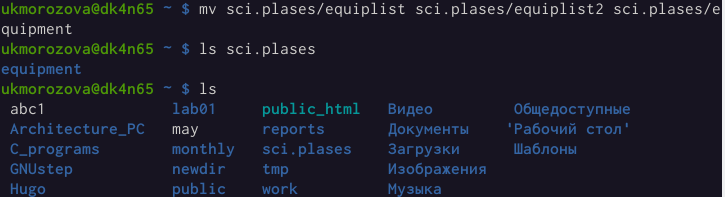 ukmorozova@dk4n65 ~ $ mv sci.plases/equiplist sci.plases/equiplist2 sci.plases/e
quipment
ukmorozova@dk4n65 ~ $ ls sci.plases
equipment
ukmorozova@dk4n65 ~ $ ls
abc1 lab01 public_html Видео Общедоступные
Architecture_PC may reports Документы 'Рабочий стол'
C_programs monthly sci.plases Загрузки Шаблоны
GNUstep newdir tmp Изображения
Hugo public work Музыка